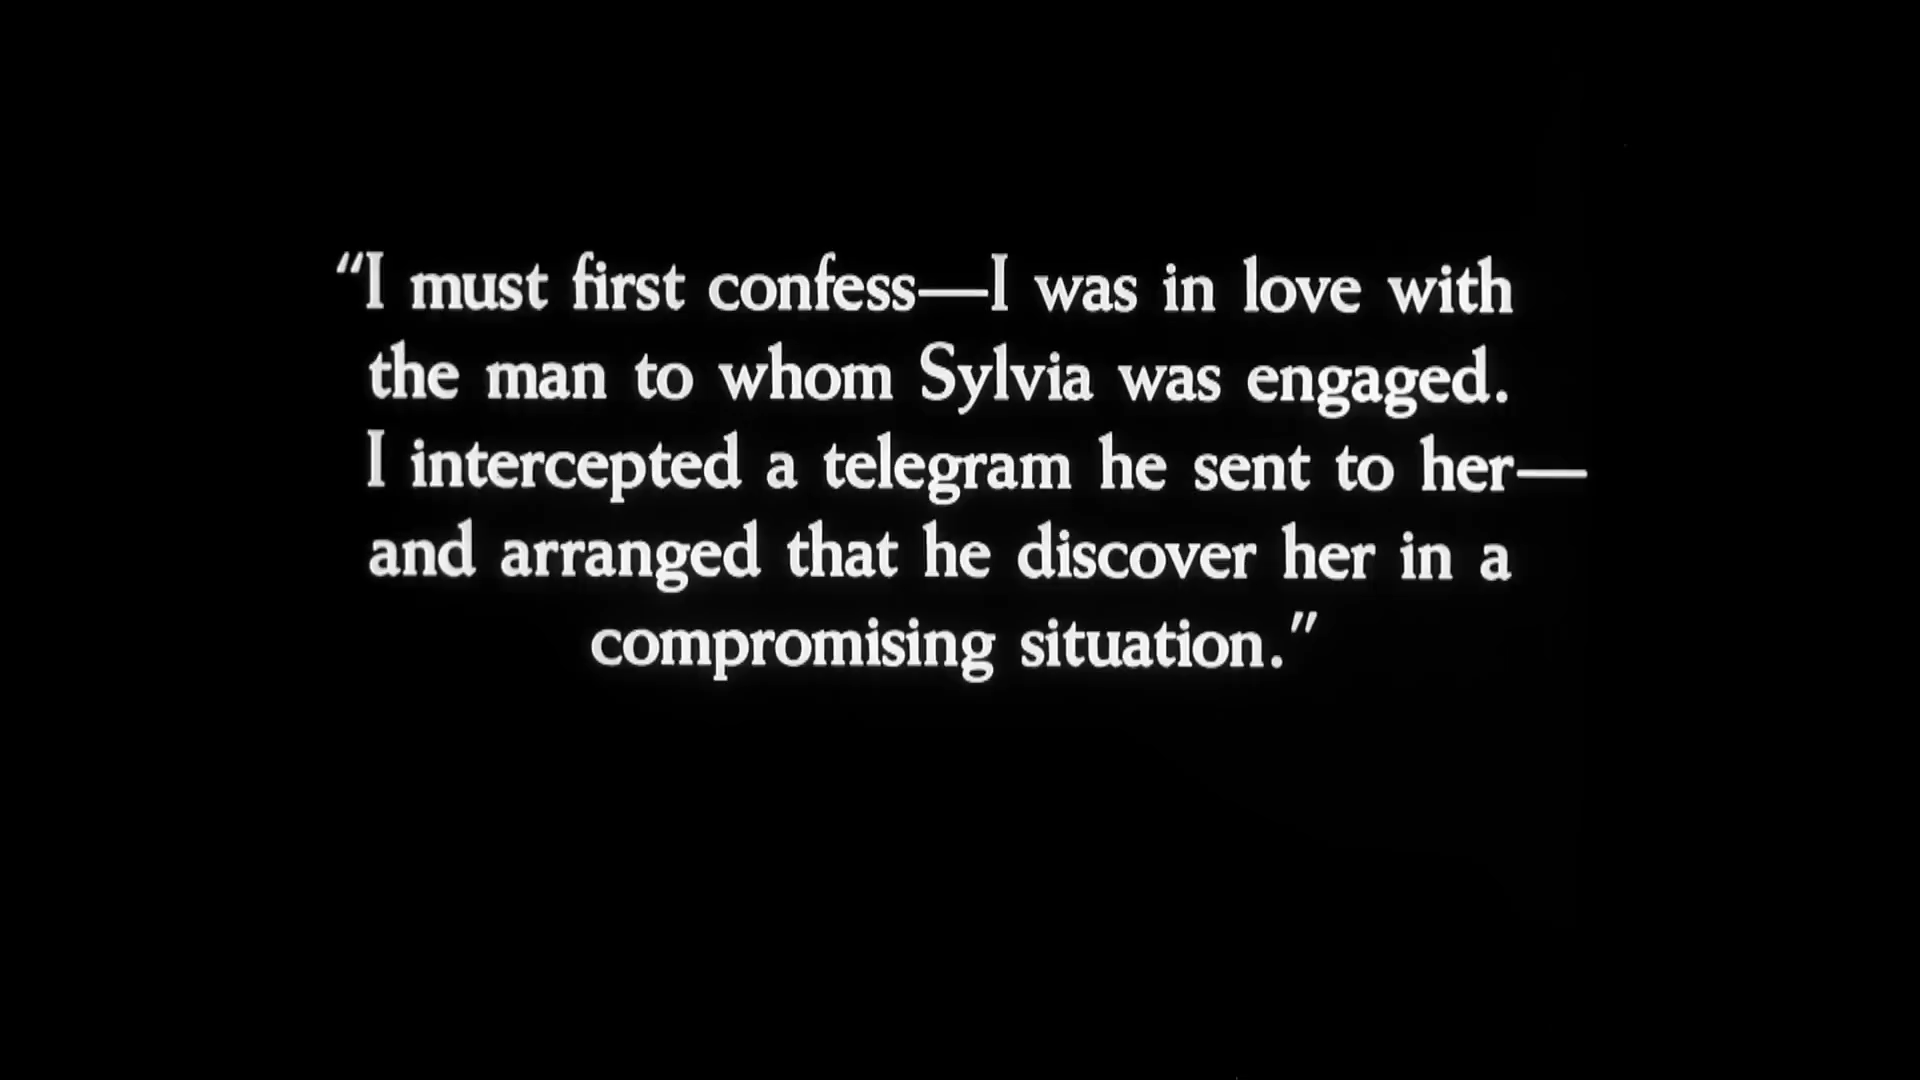 “I must first confess—I was in love with
the man to whom Sylvia was engaged.
I intercepted a telegram he sent to her—
and arranged that he discover her in a
compromising situation.”